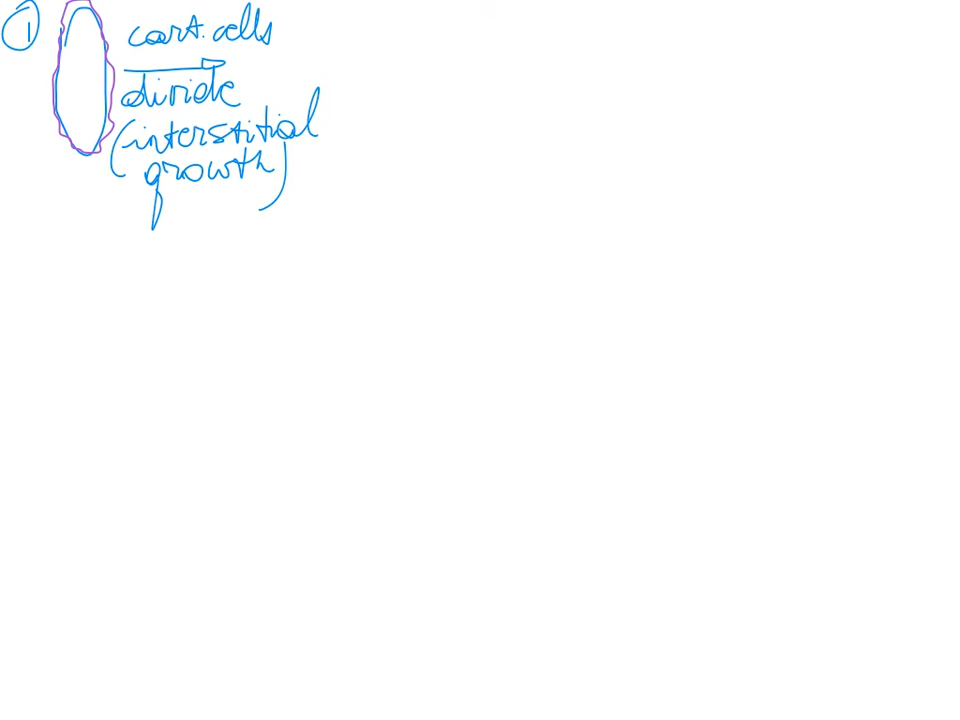 1
cart. cells
divide
(interstitial
growth)